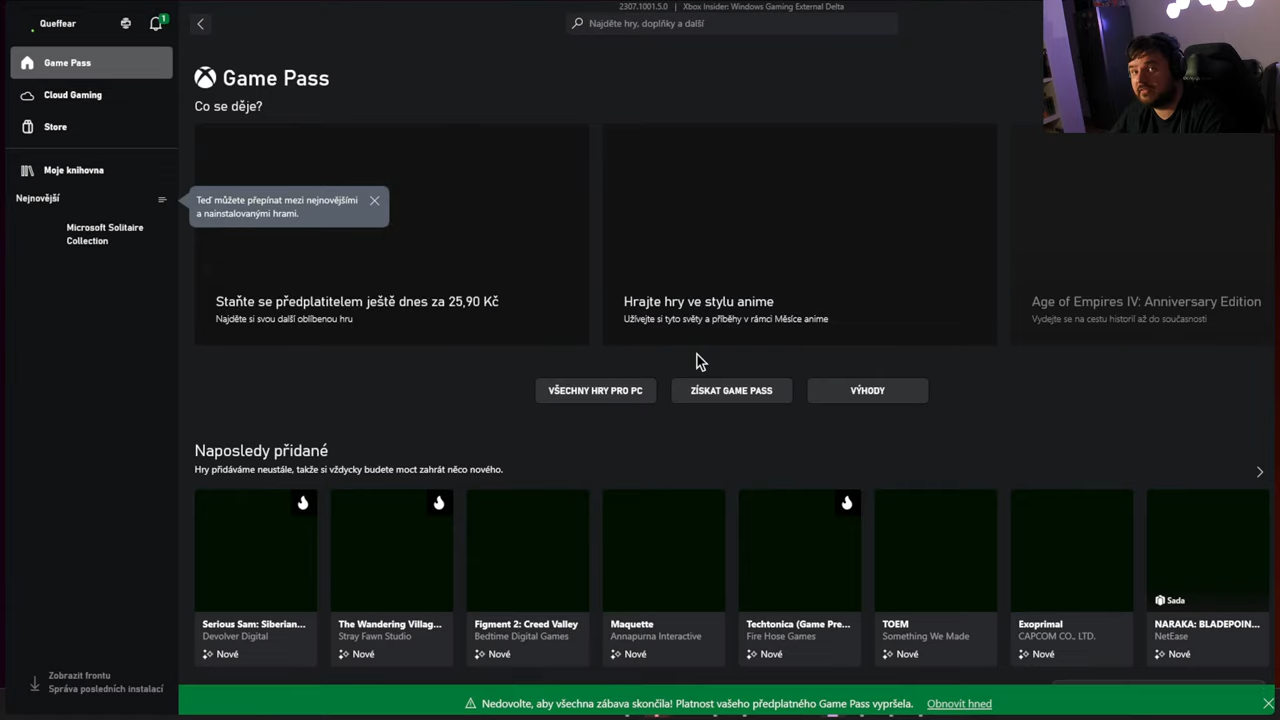 2307.1001.5.0 | Xbox Insider: Windows Gaming External Delta
Queffear
1
Najděte hry, doplňky a další
Game Pass
Cloud Gaming
Store
Moje knihovna
Nejnovější
Microsoft Solitaire
Collection
Game Pass
Co se děje?
Teď můžete přepínat mezi nejnovějšími
a nainstalovanými hrami.
Staňte se předplatitelem ještě dnes za 25,90 Kč
Najděte si svou další oblíbenou hru
Hrajte hry ve stylu anime
Užívejte si tyto světy a příběhy v rámci Měsíce anime
Age of Empires IV: Anniversary Edition
Vydejte se na cestu historií až do současnosti
VŠECHNY HRY PRO PC
ZÍSKAT GAME PASS
VÝHODY
Naposledy přidané
Hry přidáváme neustále, takže si vždycky budete moct zahrát něco nového.
Serious Sam: Siberian...
Devolver Digital
Nové
The Wandering Villag...
Stray Fawn Studio
Nové
Figment 2: Creed Valley
Bedtime Digital Games
Nové
Maquette
Annapurna Interactive
Nové
Techtonica (Game Pre...
Fire Hose Games
Nové
TOEM
Something We Made
Nové
Exoprimal
CAPCOM CO., LTD.
Nové
Sada
NARAKA: BLADEPOIN...
NetEase
Nové
Zobrazit frontu
Správa posledních instalací
Nedovolte, aby všechna zábava skončila! Platnost vašeho předplatného Game Pass vypršela.
Obnovit hned